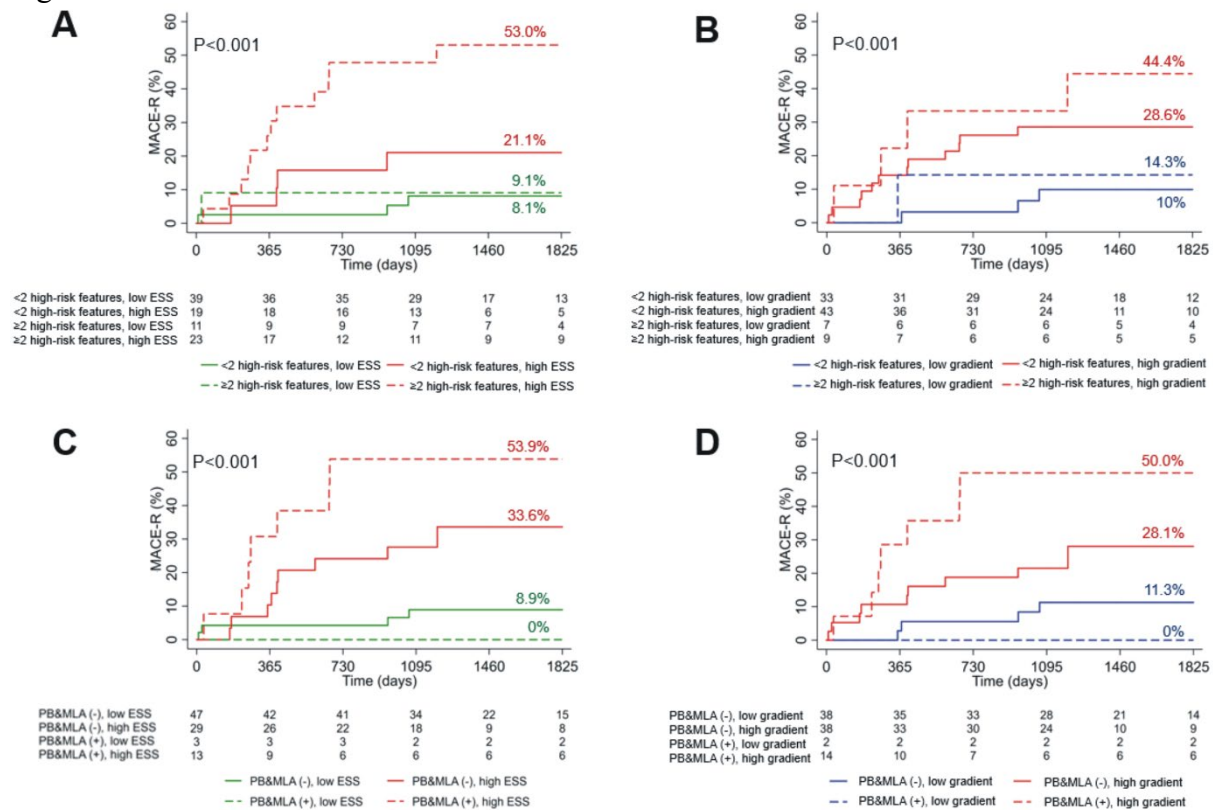 A
MACE-R (%)
60
50
40
30
20
10
0
P<0.001
53.0%
21.1%
9.1%
8.1%
0 365 730 1095 1460 1825
Time (days)
<2 high-risk features, low ESS 39 36 35 29 17 13
<2 high-risk features, high ESS 19 18 16 13 6 5
≥2 high-risk features, low ESS 11 9 9 7 7 4
≥2 high-risk features, high ESS 23 17 12 11 9 9
<2 high-risk features, low ESS <2 high-risk features, high ESS
≥2 high-risk features, low ESS ≥2 high-risk features, high ESS
B
MACE-R (%)
60
50
40
30
20
10
0
P<0.001
44.4%
28.6%
14.3%
10%
0 365 730 1095 1460 1825
Time (days)
<2 high-risk features, low gradient 33 31 29 24 18 12
<2 high-risk features, high gradient 43 36 31 24 11 10
≥2 high-risk features, low gradient 7 6 6 6 5 4
≥2 high-risk features, high gradient 9 7 6 6 5 5
<2 high-risk features, low gradient <2 high-risk features, high gradient
≥2 high-risk features, low gradient ≥2 high-risk features, high gradient
C
MACE-R (%)
60
50
40
30
20
10
0
P<0.001
53.9%
33.6%
8.9%
0%
0 365 730 1095 1460 1825
Time (days)
PB&MLA (-), low ESS 47 42 41 34 22 15
PB&MLA (-), high ESS 29 26 22 18 9 8
PB&MLA (+), low ESS 3 3 3 2 2 2
PB&MLA (+), high ESS 13 9 6 6 6 6
PB&MLA (-), low ESS PB&MLA (-), high ESS
PB&MLA (+), low ESS PB&MLA (+), high ESS
D
MACE-R (%)
60
50
40
30
20
10
0
P<0.001
50.0%
28.1%
11.3%
0%
0 365 730 1095 1460 1825
Time (days)
PB&MLA (-), low gradient 38 35 33 28 21 14
PB&MLA (-), high gradient 38 33 30 24 10 9
PB&MLA (+), low gradient 2 2 2 2 2 2
PB&MLA (+), high gradient 14 10 7 6 6 6
PB&MLA (-), low gradient PB&MLA (-), high gradient
PB&MLA (+), low gradient PB&MLA (+), high gradient